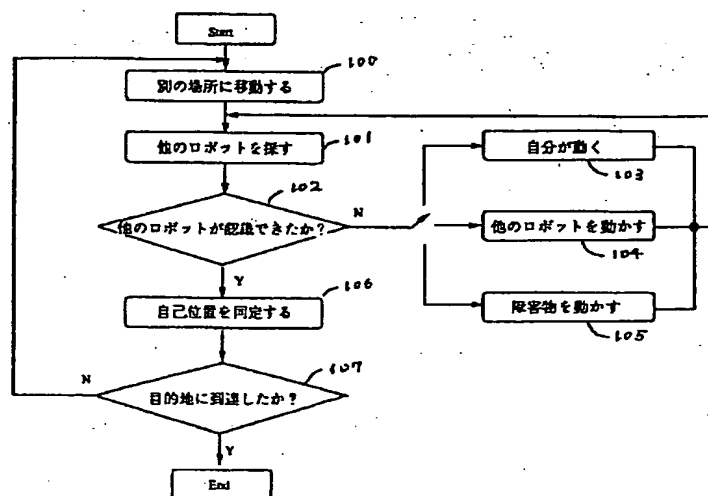 Start
100
別の場所に移動する
他のロボットを探す
101
102
他のロボットが認識できたか?
N
自分が動く
103
他のロボットを動かす
104
障害物を動かす
105
Y
106
自己位置を同定する
107
N
目的地に到達したか?
Y
End